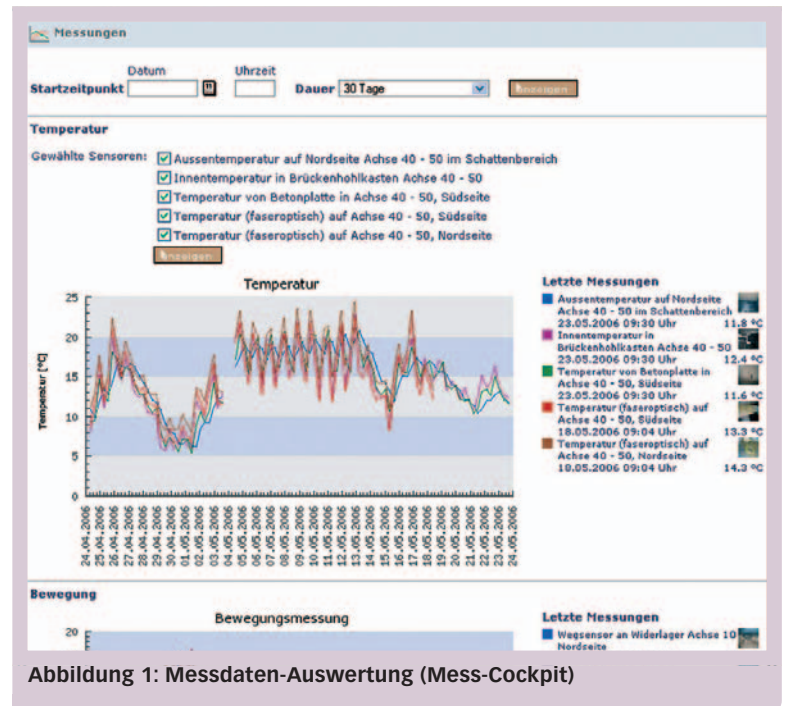 Messungen
Datum Uhrzeit
Startzeitpunkt Dauer 30 Tage Anzeigen
Temperatur
Gewählte Sensoren: Aussentemperatur auf Nordseite Achse 40 - 50 im Schattenbereich
Innentemperatur in Brückenhohlkasten Achse 40 - 50
Temperatur von Betonplatte in Achse 40 - 50, Südseite
Temperatur (faseroptisch) auf Achse 40 - 50, Südseite
Temperatur (faseroptisch) auf Achse 40 - 50, Nordseite
Anzeigen
Temperatur
Temperatur [°C]
25
20
15
10
5
0
24.04.2006
25.04.2006
26.04.2006
27.04.2006
28.04.2006
29.04.2006
30.04.2006
01.05.2006
02.05.2006
03.05.2006
04.05.2006
05.05.2006
06.05.2006
07.05.2006
08.05.2006
09.05.2006
10.05.2006
11.05.2006
12.05.2006
13.05.2006
14.05.2006
15.05.2006
16.05.2006
17.05.2006
18.05.2006
19.05.2006
20.05.2006
21.05.2006
22.05.2006
23.05.2006
24.05.2006
Letzte Messungen
Aussentemperatur auf Nordseite
Achse 40 - 50 im Schattenbereich
23.05.2006 09:30 Uhr 11.8 °C
Innentemperatur in
Brückenhohlkasten Achse 40 - 50
23.05.2006 09:30 Uhr 12.4 °C
Temperatur von Betonplatte in
Achse 40 - 50, Südseite
23.05.2006 09:30 Uhr 11.6 °C
Temperatur (faseroptisch) auf
Achse 40 - 50, Südseite
18.05.2006 09:04 Uhr 13.3 °C
Temperatur (faseroptisch) auf
Achse 40 - 50, Nordseite
18.05.2006 09:04 Uhr 14.3 °C
Bewegung
Bewegungsmessung
20
Letzte Messungen
Wegsensor an Widerlager Achse 10
Nordseite
Abbildung 1: Messdaten-Auswertung (Mess-Cockpit)